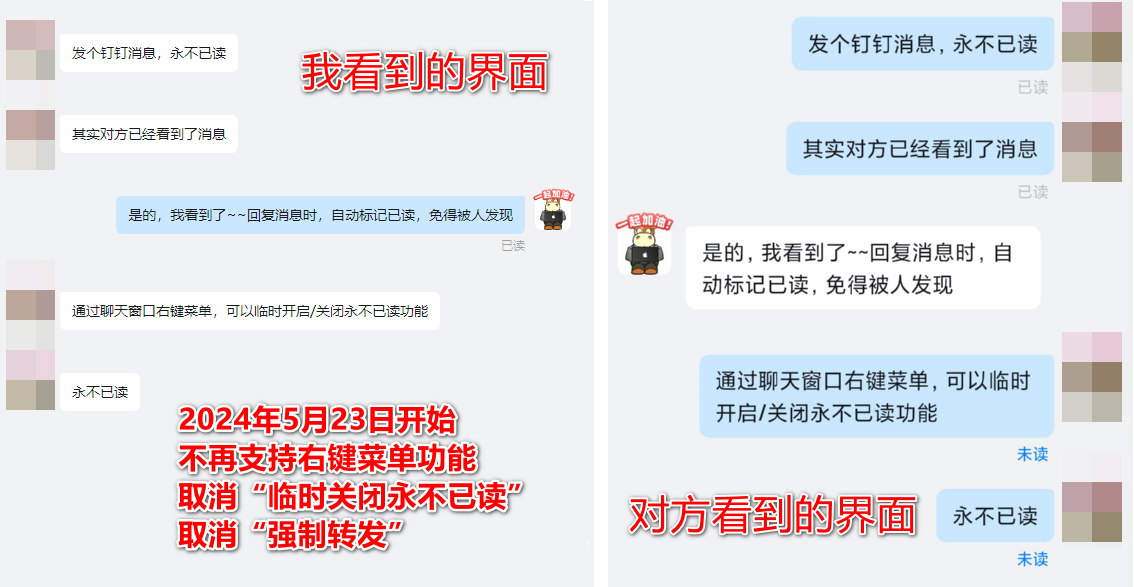 发个钉钉消息，永不已读
我看到的界面
其实对方已经看到了消息
一起加油!
是的，我看到了~~回复消息时，自动标记已读，免得被人发现
已读
通过聊天窗口右键菜单，可以临时开启/关闭永不已读功能
永不已读
2024年5月23日开始
不再支持右键菜单功能
取消“临时关闭永不已读”
取消“强制转发”
发个钉钉消息，永不已读
已读
其实对方已经看到了消息
已读
一起加油!
是的，我看到了~~回复消息时，自
动标记已读，免得被人发现
通过聊天窗口右键菜单，可以临时
开启/关闭永不已读功能
未读
对方看到的界面
永不已读
未读